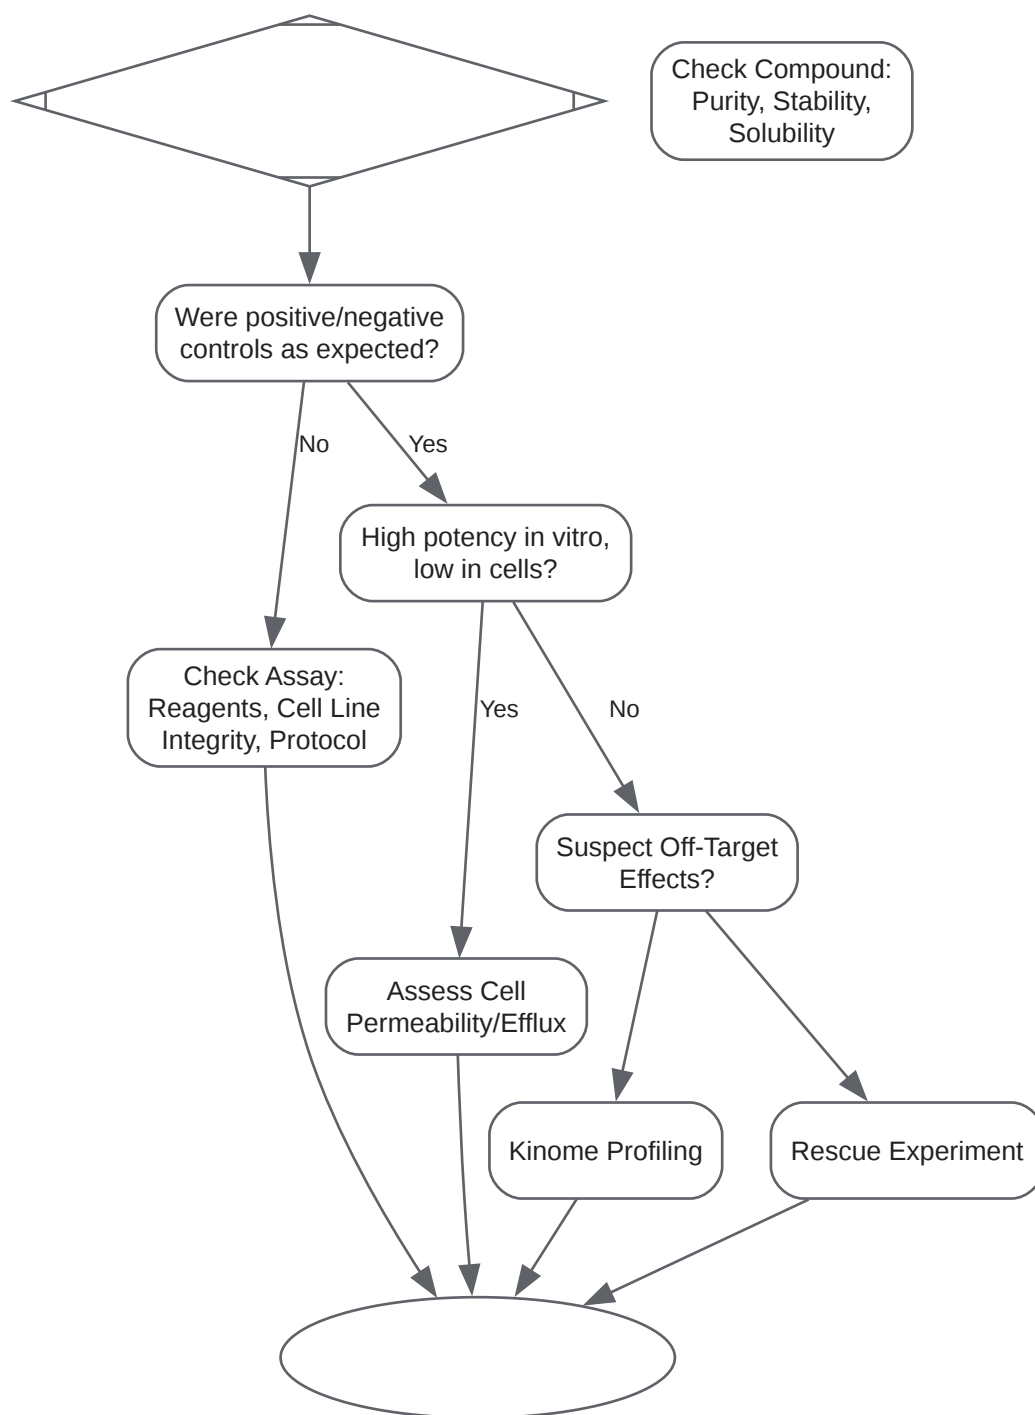 Check Compound:
Purity, Stability,
Solubility
Were positive/negative
controls as expected?
No
Yes
High potency in vitro,
low in cells?
Check Assay:
Reagents, Cell Line
Integrity, Protocol
Yes
No
Suspect Off-Target
Effects?
Assess Cell
Permeability/Efflux
Kinome Profiling
Rescue Experiment